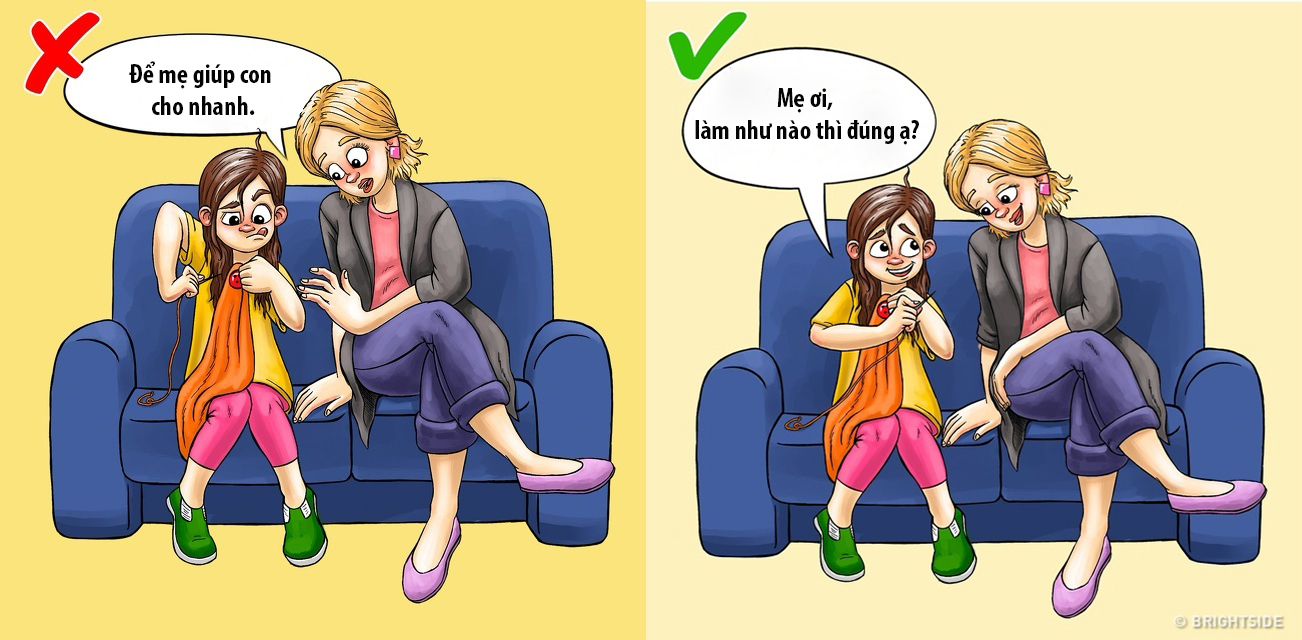 Để mẹ giúp con
cho nhanh.
Mẹ ơi,
làm như nào thì đúng ạ?
© BRIGHTSIDE